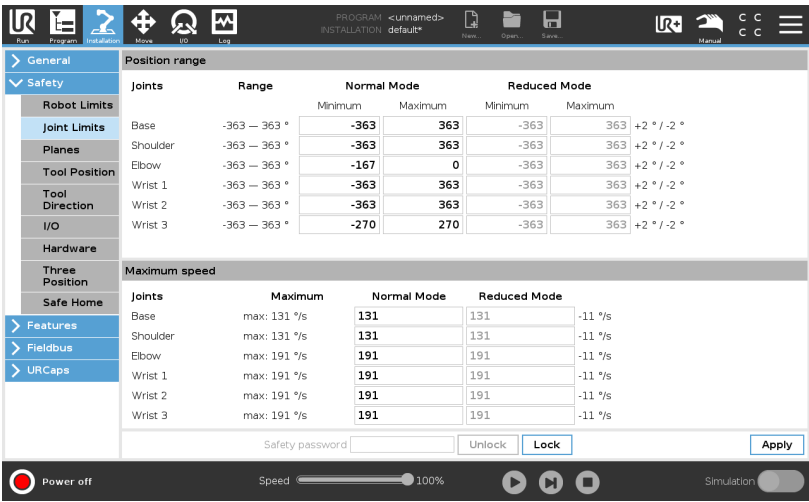 PROGRAM <unnamed>
INSTALLATION default*
UR Run Program Installation Move I/O Log New... Open... Save... UR+ Manual C C C C
General
Safety
Robot Limits
Joint Limits
Planes
Tool Position
Tool
Direction
I/O
Hardware
Three
Position
Safe Home
Features
Fieldbus
URCaps
Position range
Joints Range Normal Mode Reduced Mode
Minimum Maximum Minimum Maximum
Base -363 — 363 ° -363 363 -363 363 +2 ° / -2 °
Shoulder -363 — 363 ° -363 363 -363 363 +2 ° / -2 °
Elbow -363 — 363 ° -167 0 -363 363 +2 ° / -2 °
Wrist 1 -363 — 363 ° -363 363 -363 363 +2 ° / -2 °
Wrist 2 -363 — 363 ° -363 363 -363 363 +2 ° / -2 °
Wrist 3 -363 — 363 ° -270 270 -363 363 +2 ° / -2 °
Maximum speed
Joints Maximum Normal Mode Reduced Mode
Base max: 131 °/s 131 131 -11 °/s
Shoulder max: 131 °/s 131 131 -11 °/s
Elbow max: 191 °/s 191 191 -11 °/s
Wrist 1 max: 191 °/s 191 191 -11 °/s
Wrist 2 max: 191 °/s 191 191 -11 °/s
Wrist 3 max: 191 °/s 191 191 -11 °/s
Safety password Unlock Lock Apply
Power off Speed 100% Simulation